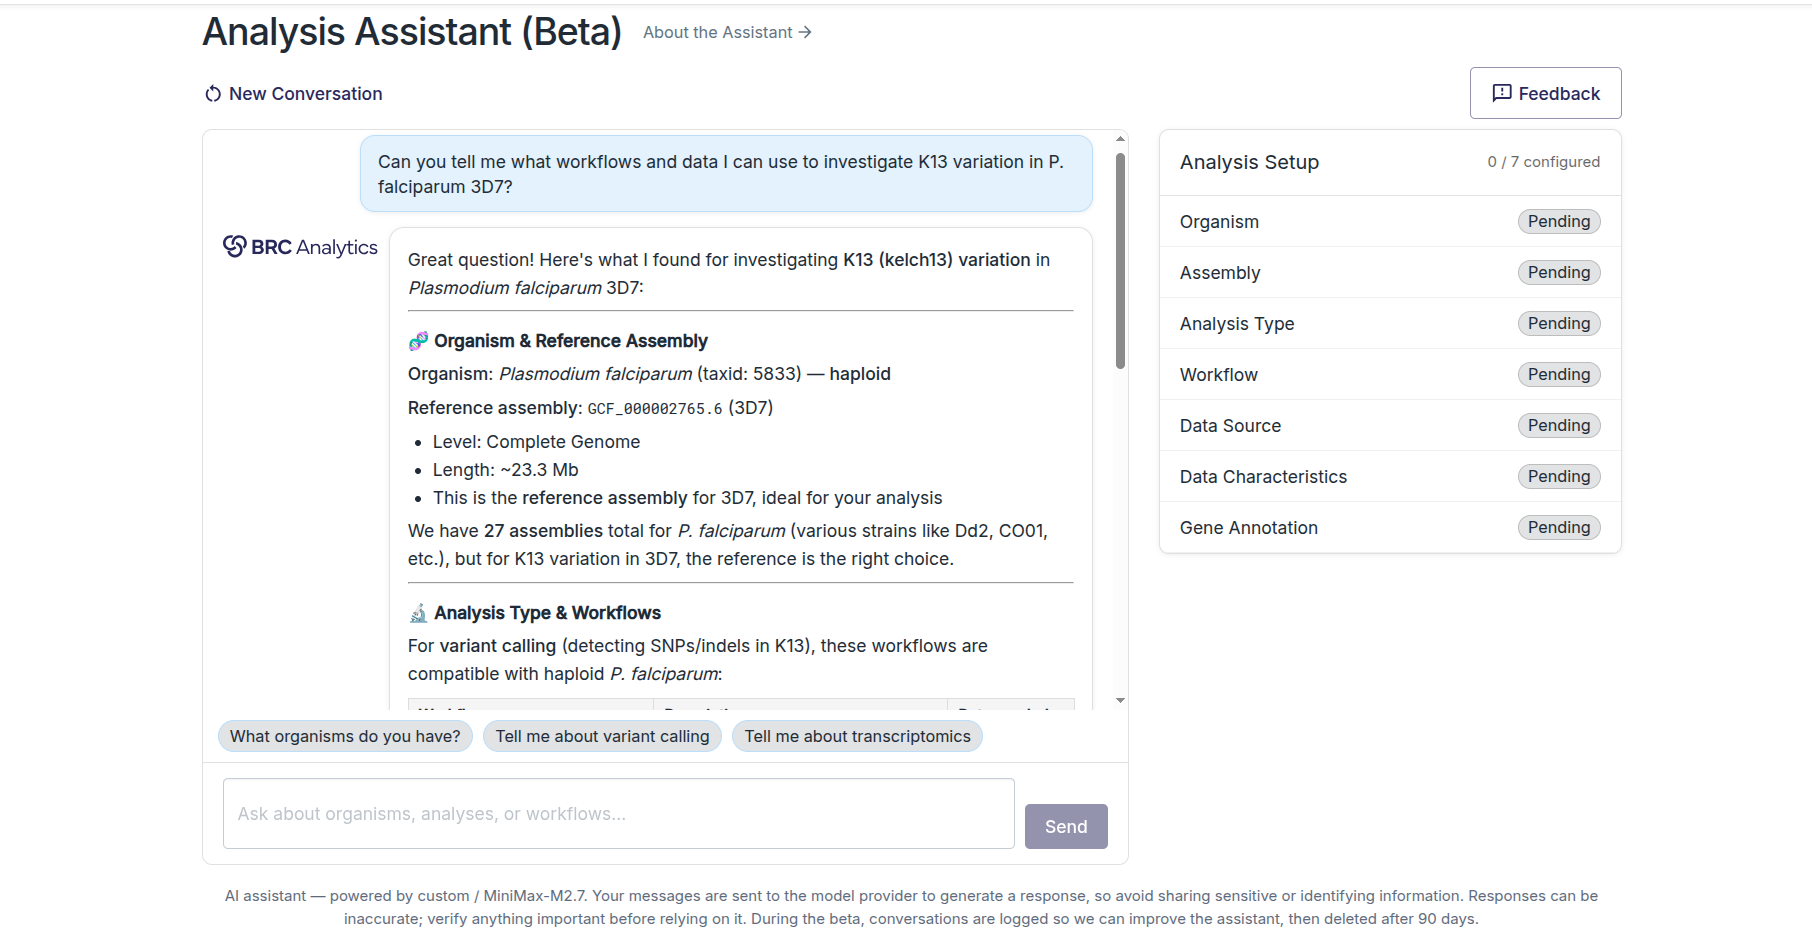 Analysis Assistant (Beta)
About the Assistant →
New Conversation
Feedback
Can you tell me what workflows and data I can use to investigate K13 variation in P.
falciparum 3D7?
BRC Analytics
Great question! Here's what I found for investigating K13 (kelch13) variation in
Plasmodium falciparum 3D7:
🧬 Organism & Reference Assembly
Organism: Plasmodium falciparum (taxid: 5833) — haploid
Reference assembly: GCF_000002765.6 (3D7)
• Level: Complete Genome
• Length: ~23.3 Mb
• This is the reference assembly for 3D7, ideal for your analysis
We have 27 assemblies total for P. falciparum (various strains like Dd2, CO01,
etc.), but for K13 variation in 3D7, the reference is the right choice.
🔬 Analysis Type & Workflows
For variant calling (detecting SNPs/indels in K13), these workflows are
compatible with haploid P. falciparum:
What organisms do you have?
Tell me about variant calling
Tell me about transcriptomics
Ask about organisms, analyses, or workflows...
Send
Analysis Setup
0 / 7 configured
Organism Pending
Assembly Pending
Analysis Type Pending
Workflow Pending
Data Source Pending
Data Characteristics Pending
Gene Annotation Pending
AI assistant — powered by custom / MiniMax-M2.7. Your messages are sent to the model provider to generate a response, so avoid sharing sensitive or identifying information. Responses can be
inaccurate; verify anything important before relying on it. During the beta, conversations are logged so we can improve the assistant, then deleted after 90 days.